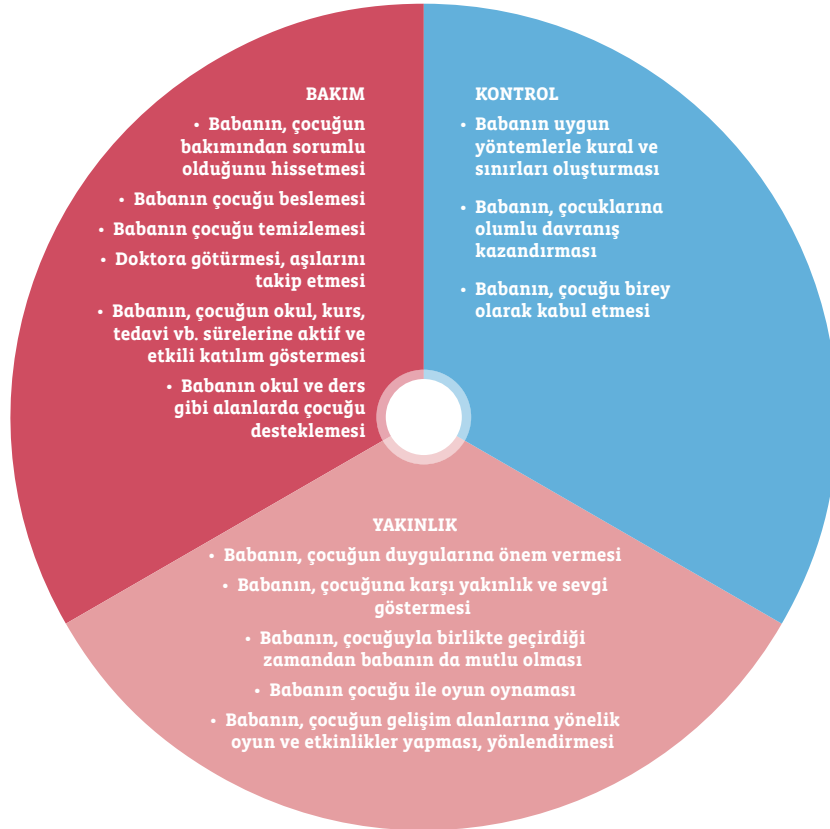 BAKIM
• Babanın, çocuğun
bakımından sorumlu
olduğunu hissetmesi
• Babanın çocuğu beslemesi
• Babanın çocuğu temizlemesi
• Doktora götürmesi, aşılarını
takip etmesi
• Babanın, çocuğun okul, kurs,
tedavi vb. sürelerine aktif ve
etkili katılım göstermesi
• Babanın okul ve ders
gibi alanlarda çocuğu
desteklemesi
KONTROL
• Babanın uygun
yöntemlerle kural ve
sınırları oluşturması
• Babanın, çocuklarına
olumlu davranış
kazandırması
• Babanın, çocuğu birey
olarak kabul etmesi
YAKINLIK
• Babanın, çocuğun duygularına önem vermesi
• Babanın, çocuğuna karşı yakınlık ve sevgi
göstermesi
• Babanın, çocuğuyla birlikte geçirdiği
zamandan babanın da mutlu olması
• Babanın çocuğu ile oyun oynaması
• Babanın, çocuğun gelişim alanlarına yönelik
oyun ve etkinlikler yapması, yönlendirmesi